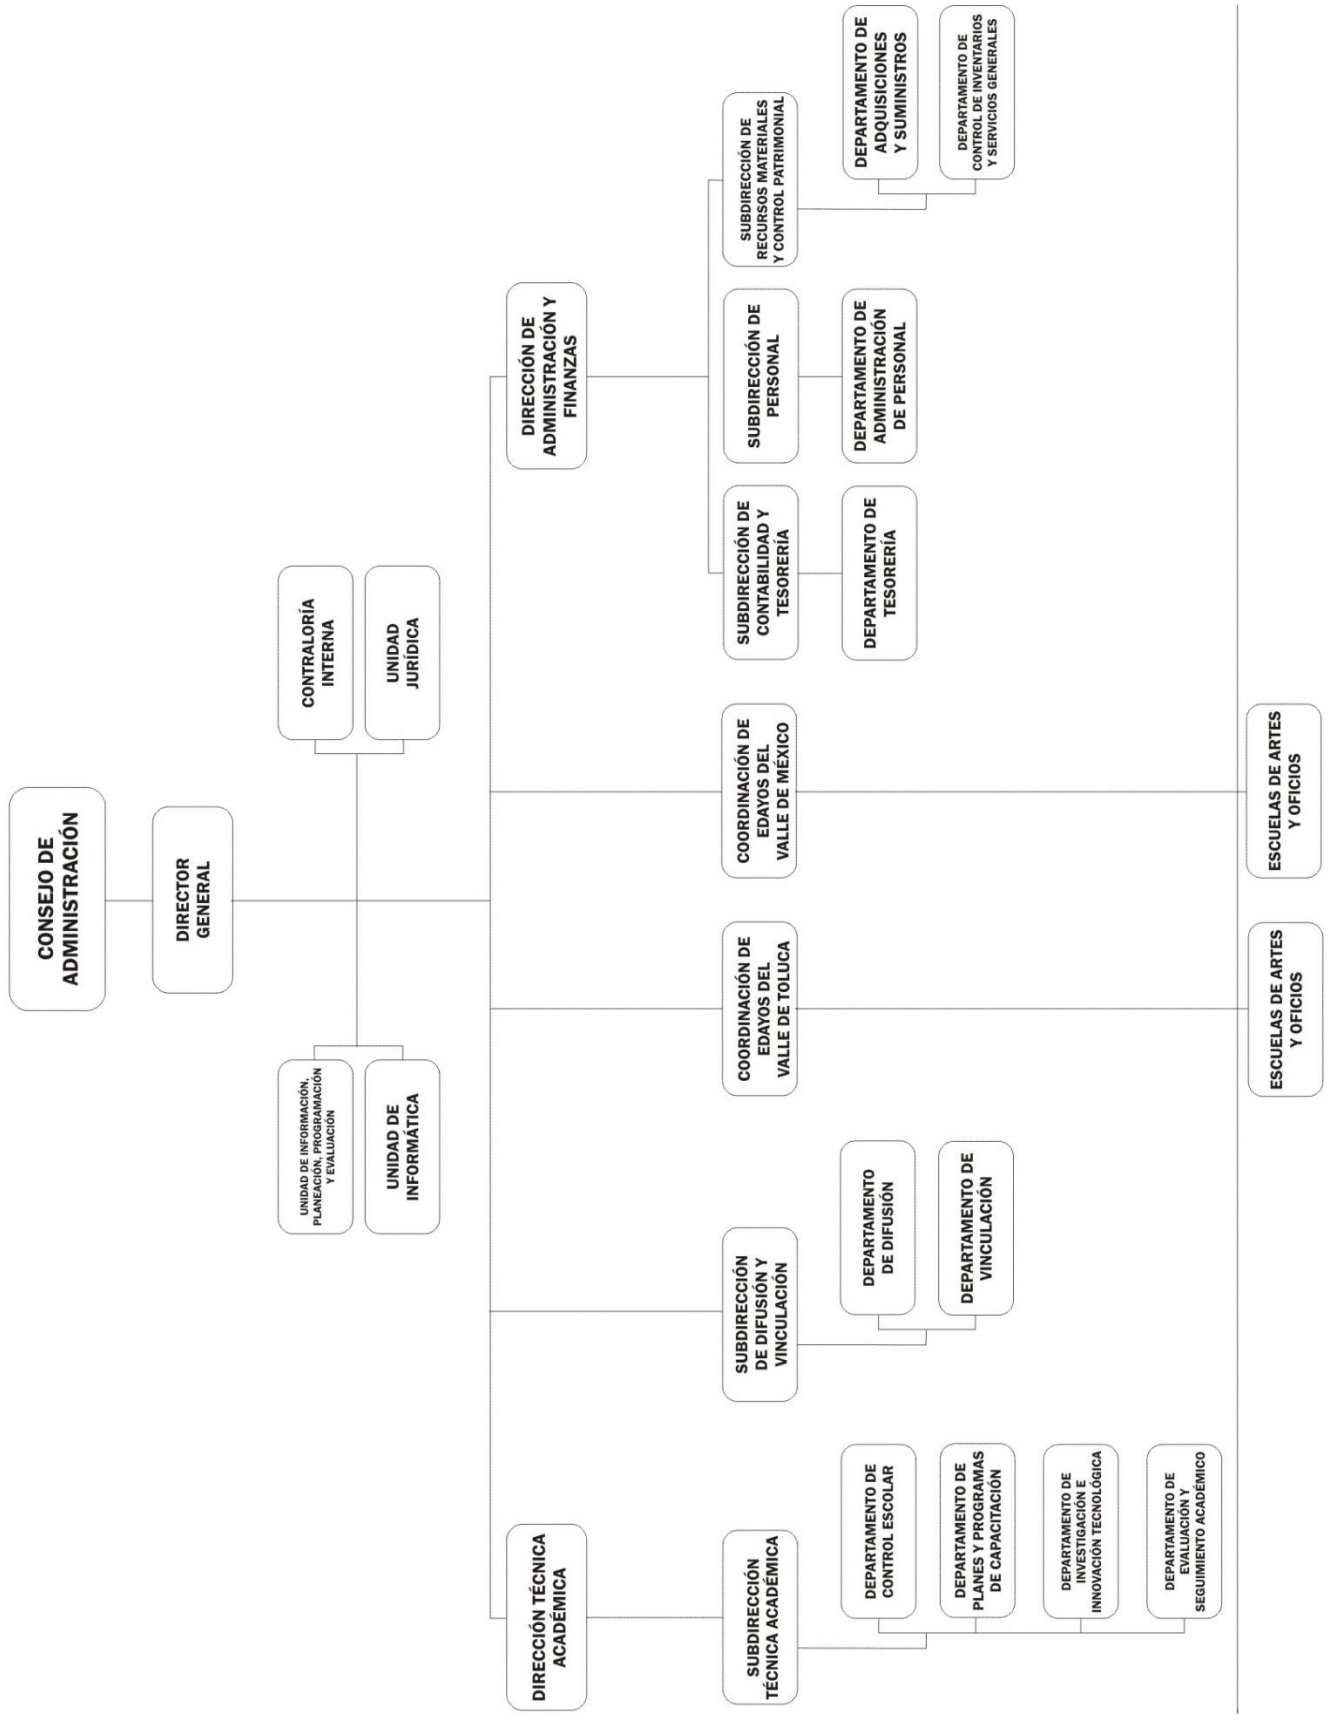 CONSEJO DE
ADMINISTRACIÓN
DIRECTOR
GENERAL
UNIDAD DE INFORMACIÓN,
PLANEACIÓN, PROGRAMACIÓN
Y EVALUACIÓN
CONTRALORÍA
INTERNA
UNIDAD DE
INFORMÁTICA
UNIDAD
JURÍDICA
DIRECCIÓN TÉCNICA
ACADÉMICA
DIRECCIÓN DE
ADMINISTRACIÓN Y
FINANZAS
SUBDIRECCIÓN
TÉCNICA ACADÉMICA
SUBDIRECCIÓN
DE DIFUSIÓN Y
VINCULACIÓN
COORDINACIÓN DE
EDAYOS DEL
VALLE DE TOLUCA
COORDINACIÓN DE
EDAYOS DEL
VALLE DE MÉXICO
SUBDIRECCIÓN DE
CONTABILIDAD Y
TESORERÍA
SUBDIRECCIÓN DE
PERSONAL
SUBDIRECCIÓN DE
RECURSOS MATERIALES
Y CONTROL PATRIMONIAL
DEPARTAMENTO DE
CONTROL ESCOLAR
DEPARTAMENTO
DE DIFUSIÓN
DEPARTAMENTO DE
TESORERÍA
DEPARTAMENTO DE
ADMINISTRACIÓN
DE PERSONAL
DEPARTAMENTO DE
ADQUISICIONES
Y SUMINISTROS
DEPARTAMENTO DE
PLANES Y PROGRAMAS
DE CAPACITACIÓN
DEPARTAMENTO DE
VINCULACIÓN
DEPARTAMENTO DE
CONTROL DE INVENTARIOS
Y SERVICIOS GENERALES
DEPARTAMENTO DE
INVESTIGACIÓN E
INNOVACIÓN TECNOLÓGICA
DEPARTAMENTO DE
EVALUACIÓN Y
SEGUIMIENTO ACADÉMICO
ESCUELAS DE ARTES
Y OFICIOS
ESCUELAS DE ARTES
Y OFICIOS